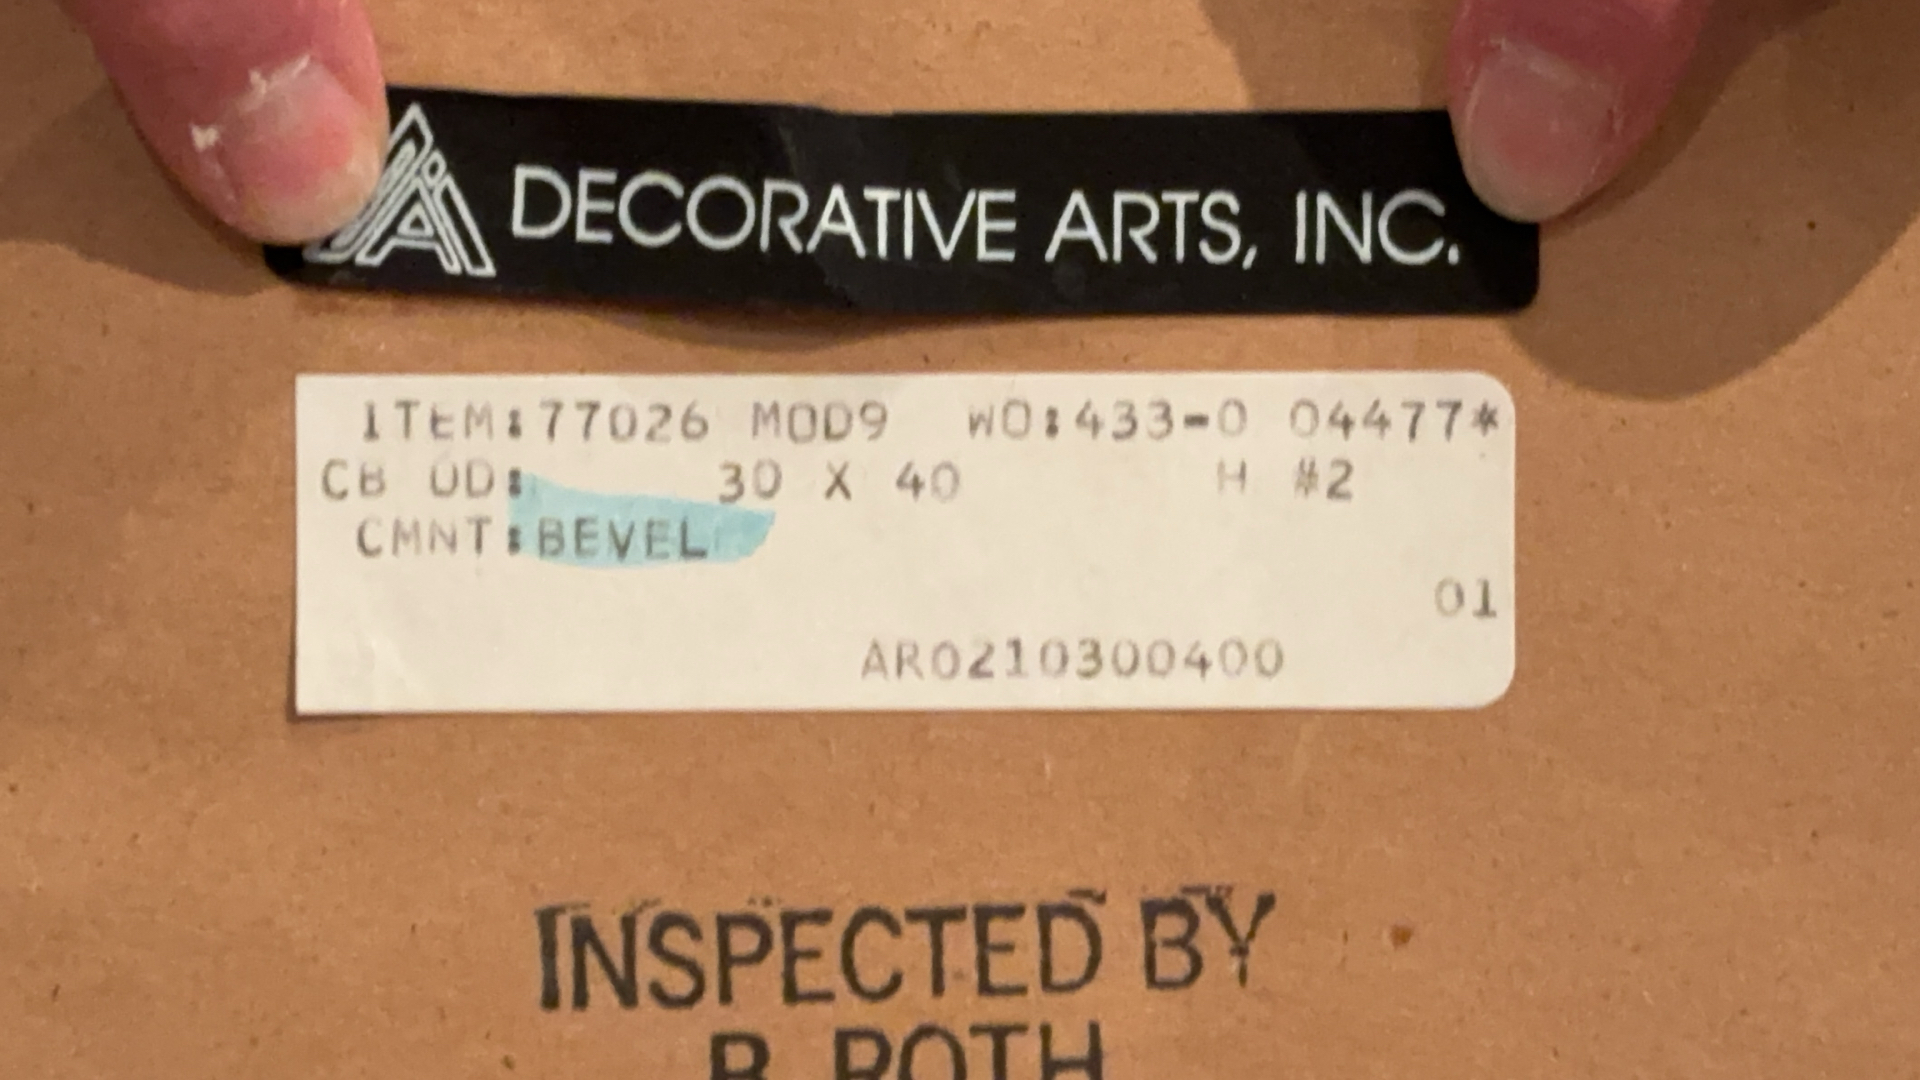 DECORATIVE ARTS, INC.
ITEM:77026 MOD9 WO:433-0 04477*
CB OD: 30 X 40 H #2
CMNT:BEVEL
01
AR0210300400
INSPECTED BY
B. ROTH